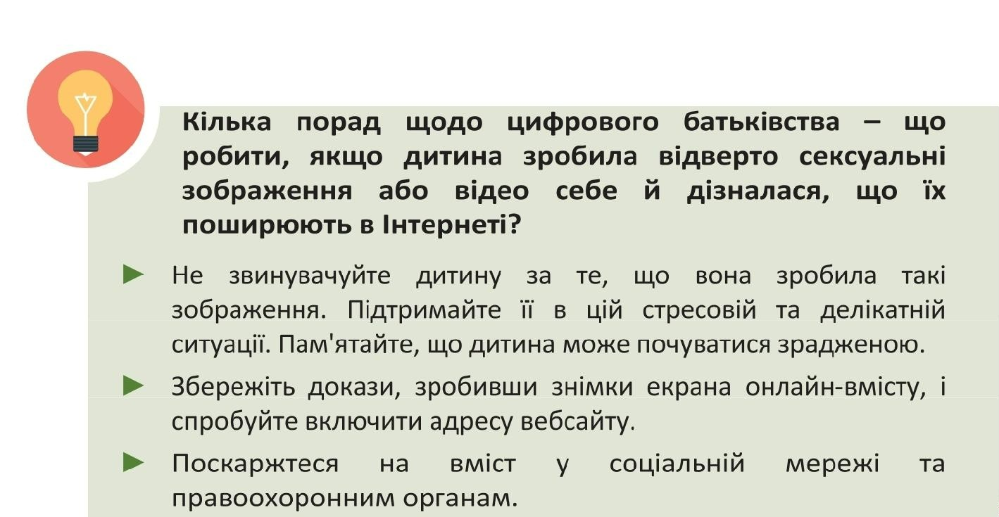 Кілька порад щодо цифрового батьківства – що
робити, якщо дитина зробила відверто сексуальні
зображення або відео себе й дізналася, що їх
поширюють в Інтернеті?
Не звинувачуйте дитину за те, що вона зробила такі
зображення. Підтримайте її в цій стресовій та делікатній
ситуації. Пам'ятайте, що дитина може почуватися зрадженою.
Збережіть докази, зробивши знімки екрана онлайн-вмісту, і
спробуйте включити адресу вебсайту.
Поскаржтеся на вміст у соціальній мережі та
правоохоронним органам.